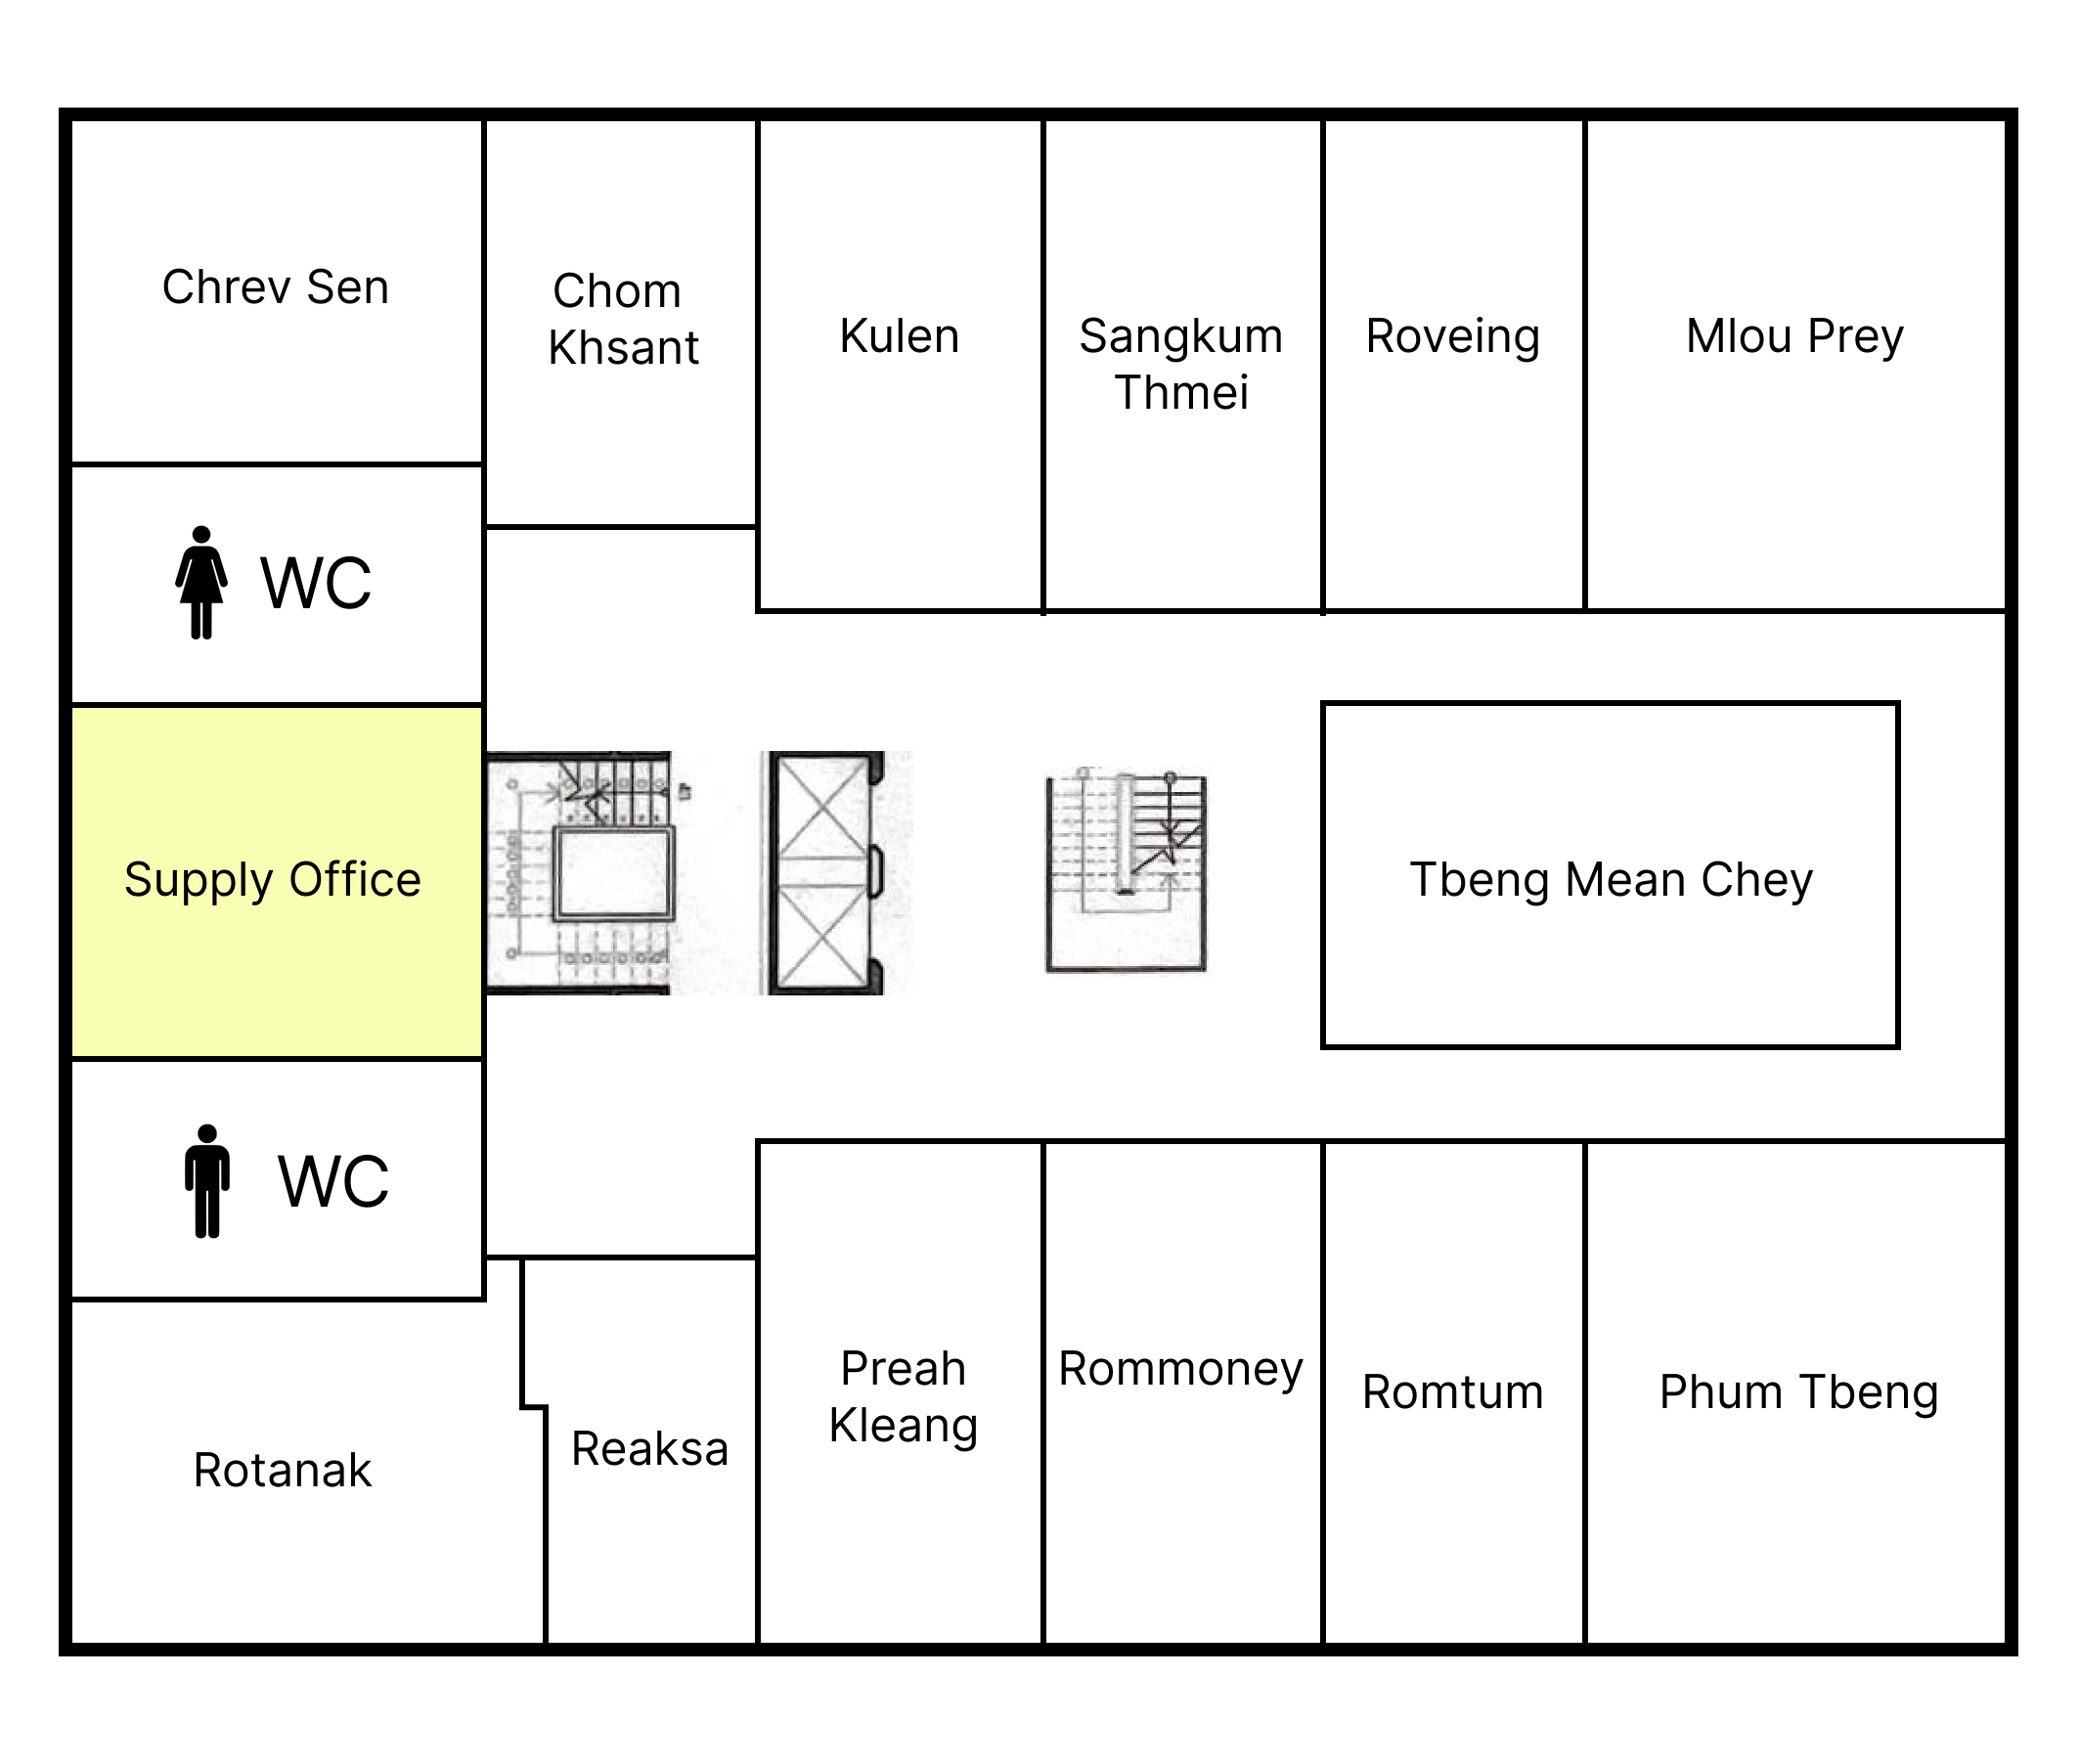 Chrev Sen
Chom
Khsant
Kulen
Sangkum
Thmei
Roveing
Mlou Prey
WC
Supply Office
Tbeng Mean Chey
WC
Rotanak
Reaksa
Preah
Kleang
Rommoney
Romtum
Phum Tbeng